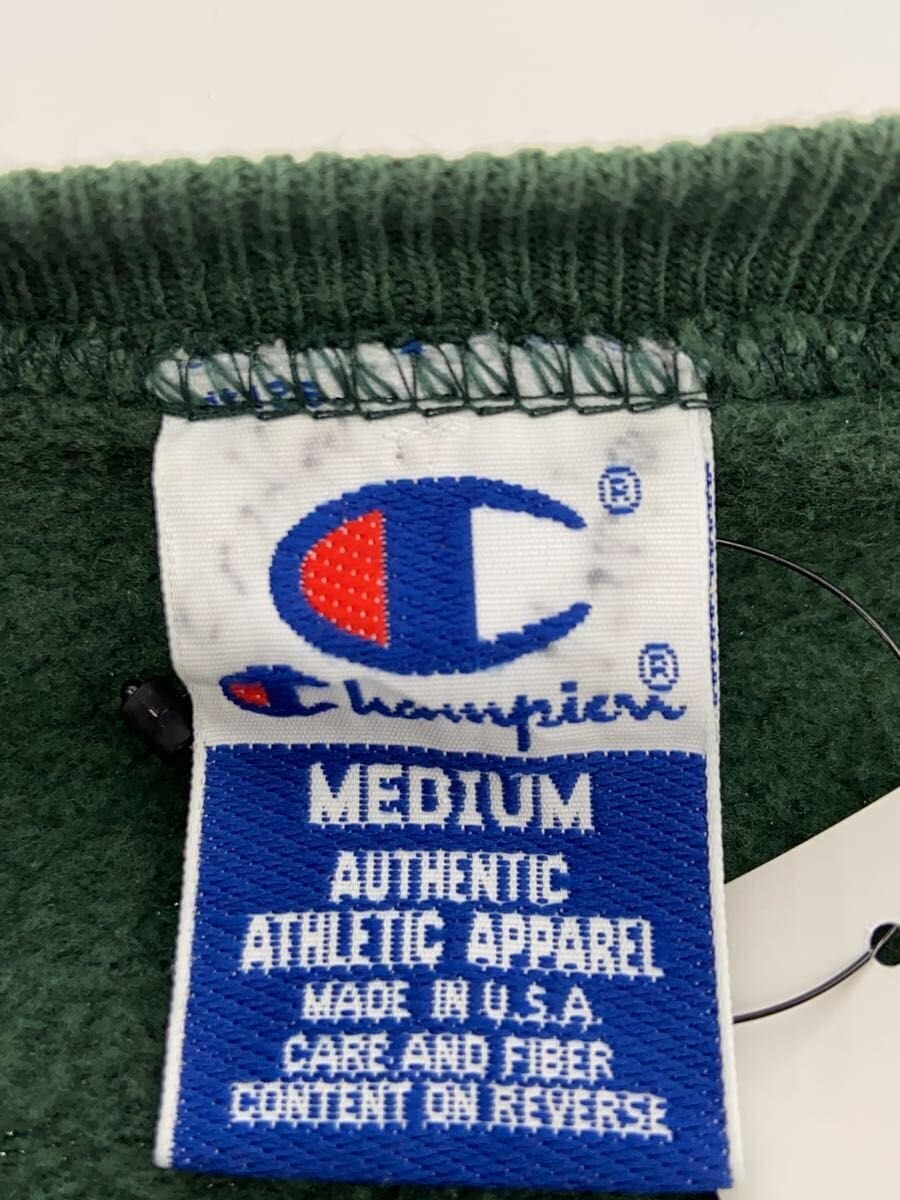 ®
Champion®
MEDIUM
AUTHENTIC
ATHLETIC APPAREL
MADE IN U.S.A.
CARE AND FIBER
CONTENT ON REVERSE